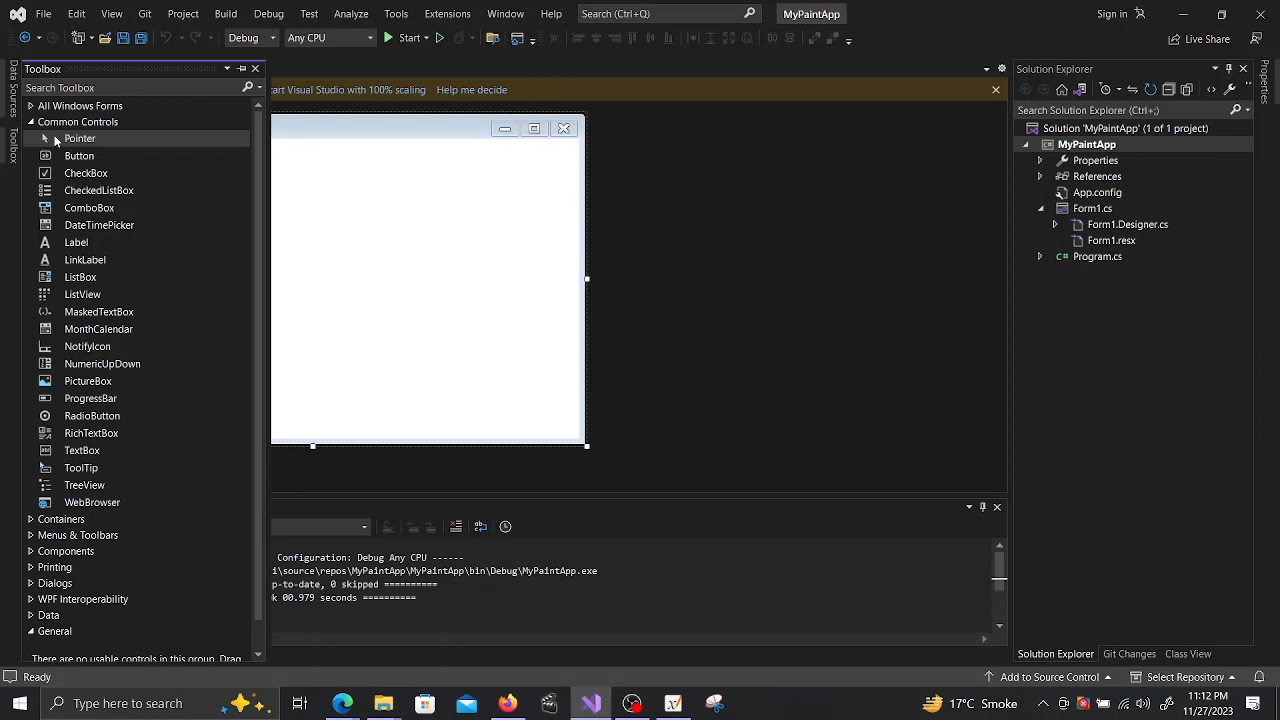 File Edit View Git Project Build Debug Test Analyze Tools Extensions Window Help Search (Ctrl+Q) MyPaintApp Sign in
Debug Any CPU Start Live Share
Toolbox
Search Toolbox
All Windows Forms
Common Controls
Pointer
Button
CheckBox
CheckedListBox
ComboBox
DateTimePicker
Label
LinkLabel
ListBox
ListView
MaskedTextBox
MonthCalendar
NotifyIcon
NumericUpDown
PictureBox
ProgressBar
RadioButton
RichTextBox
TextBox
ToolTip
TreeView
WebBrowser
Containers
Menus & Toolbars
Components
Printing
Dialogs
WPF Interoperability
Data
General
There are no usable controls in this group. Drag
Data Sources
Toolbox
tart Visual Studio with 100% scaling Help me decide
Configuration: Debug Any CPU ------
i\source\repos\MyPaintApp\MyPaintApp\bin\Debug\MyPaintApp.exe
p-to-date, 0 skipped ==========
k 00.979 seconds ==========
Solution Explorer
Search Solution Explorer (Ctrl+;)
Solution 'MyPaintApp' (1 of 1 project)
MyPaintApp
Properties
References
App.config
Form1.cs
Form1.Designer.cs
Form1.resx
Program.cs
Solution Explorer Git Changes Class View
Properties
Ready Add to Source Control Select Repository
Type here to search 17°C Smoke 11:12 PM
11/27/2023